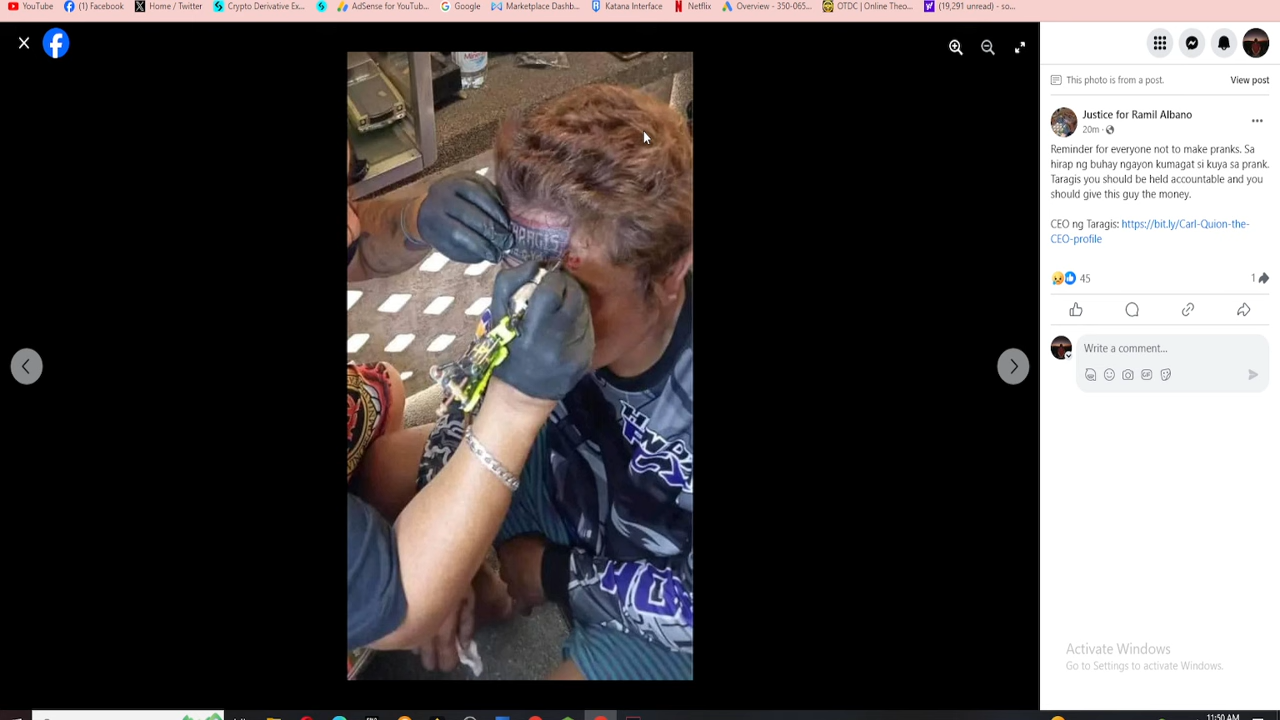 YouTube
(1) Facebook
Home / Twitter
Crypto Derivative Ex...
AdSense for YouTub...
Google
Marketplace Dashb...
Katana Interface
Netflix
Overview - 350-065...
OTDC | Online Theo...
(19,291 unread) - so...
This photo is from a post.
View post
Justice for Ramil Albano
20m
Reminder for everyone not to make pranks. Sa
hirap ng buhay ngayon kumagat si kuya sa prank.
Taragis you should be held accountable and you
should give this guy the money.
CEO ng Taragis: https://bit.ly/Carl-Quion-the-
CEO-profile
45
1
Write a comment...
GIF
TARAGIS
Activate Windows
Go to Settings to activate Windows.
11:50 AM